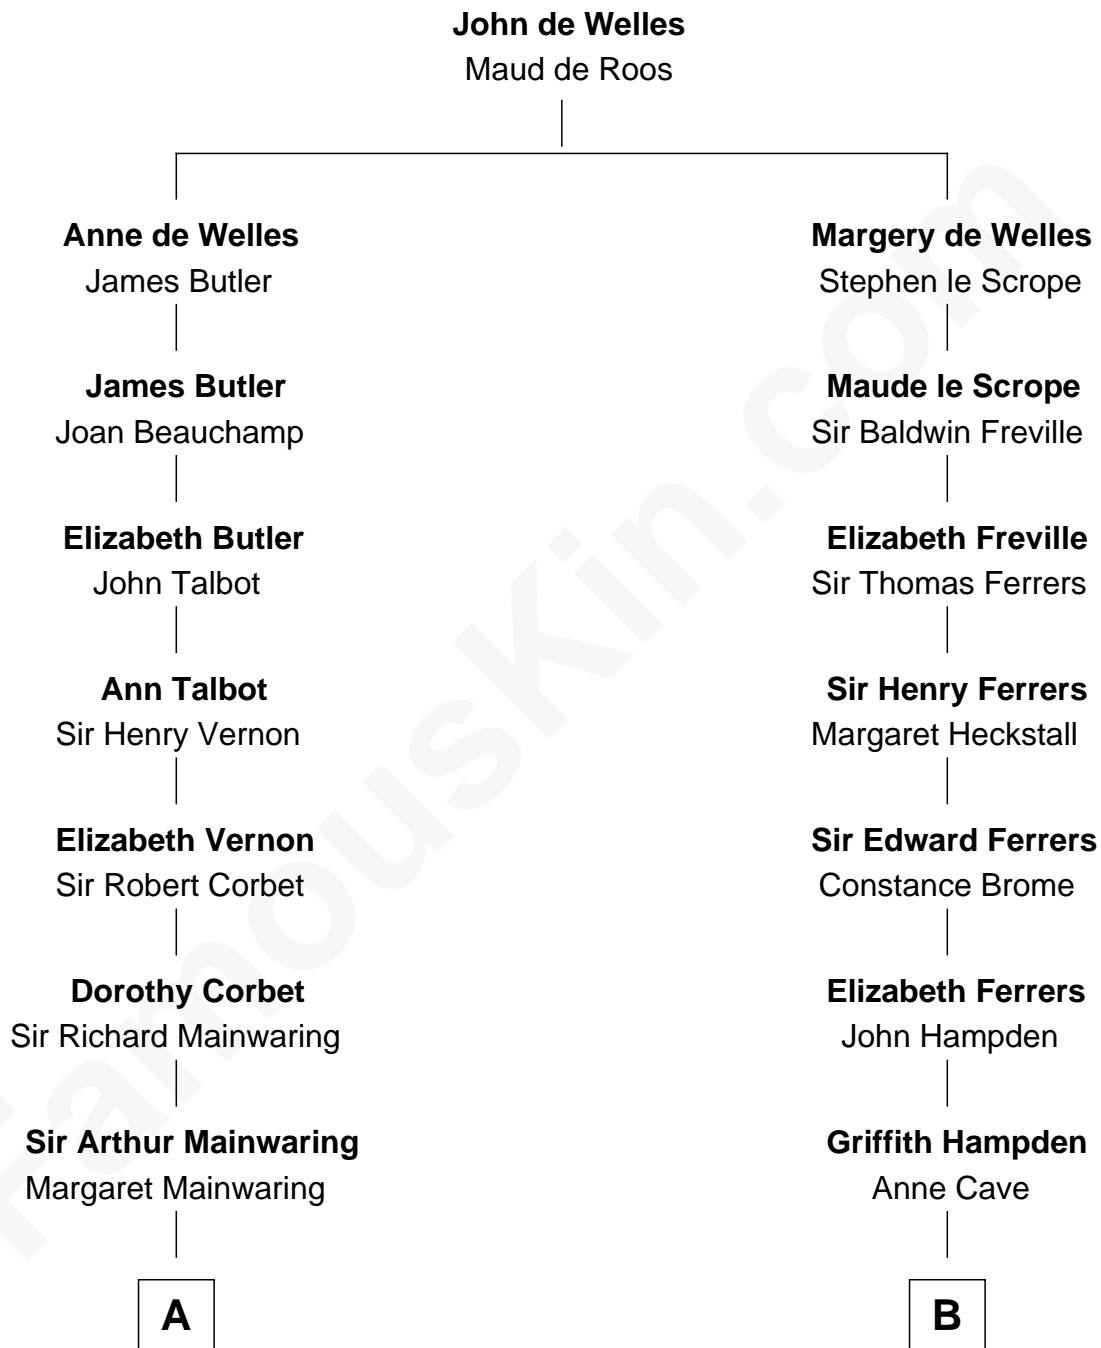 John de Welles
Maud de Roos
Anne de Welles
James Butler
Margery de Welles
Stephen le Scrope
James Butler
Joan Beauchamp
Maude le Scrope
Sir Baldwin Freville
Elizabeth Butler
John Talbot
Elizabeth Freville
Sir Thomas Ferrers
Ann Talbot
Sir Henry Vernon
Sir Henry Ferrers
Margaret Heckstall
Elizabeth Vernon
Sir Robert Corbet
Sir Edward Ferrers
Constance Brome
Dorothy Corbet
Sir Richard Mainwaring
Elizabeth Ferrers
John Hampden
Sir Arthur Mainwaring
Margaret Mainwaring
Griffith Hampden
Anne Cave
A
B
FamousKin.com